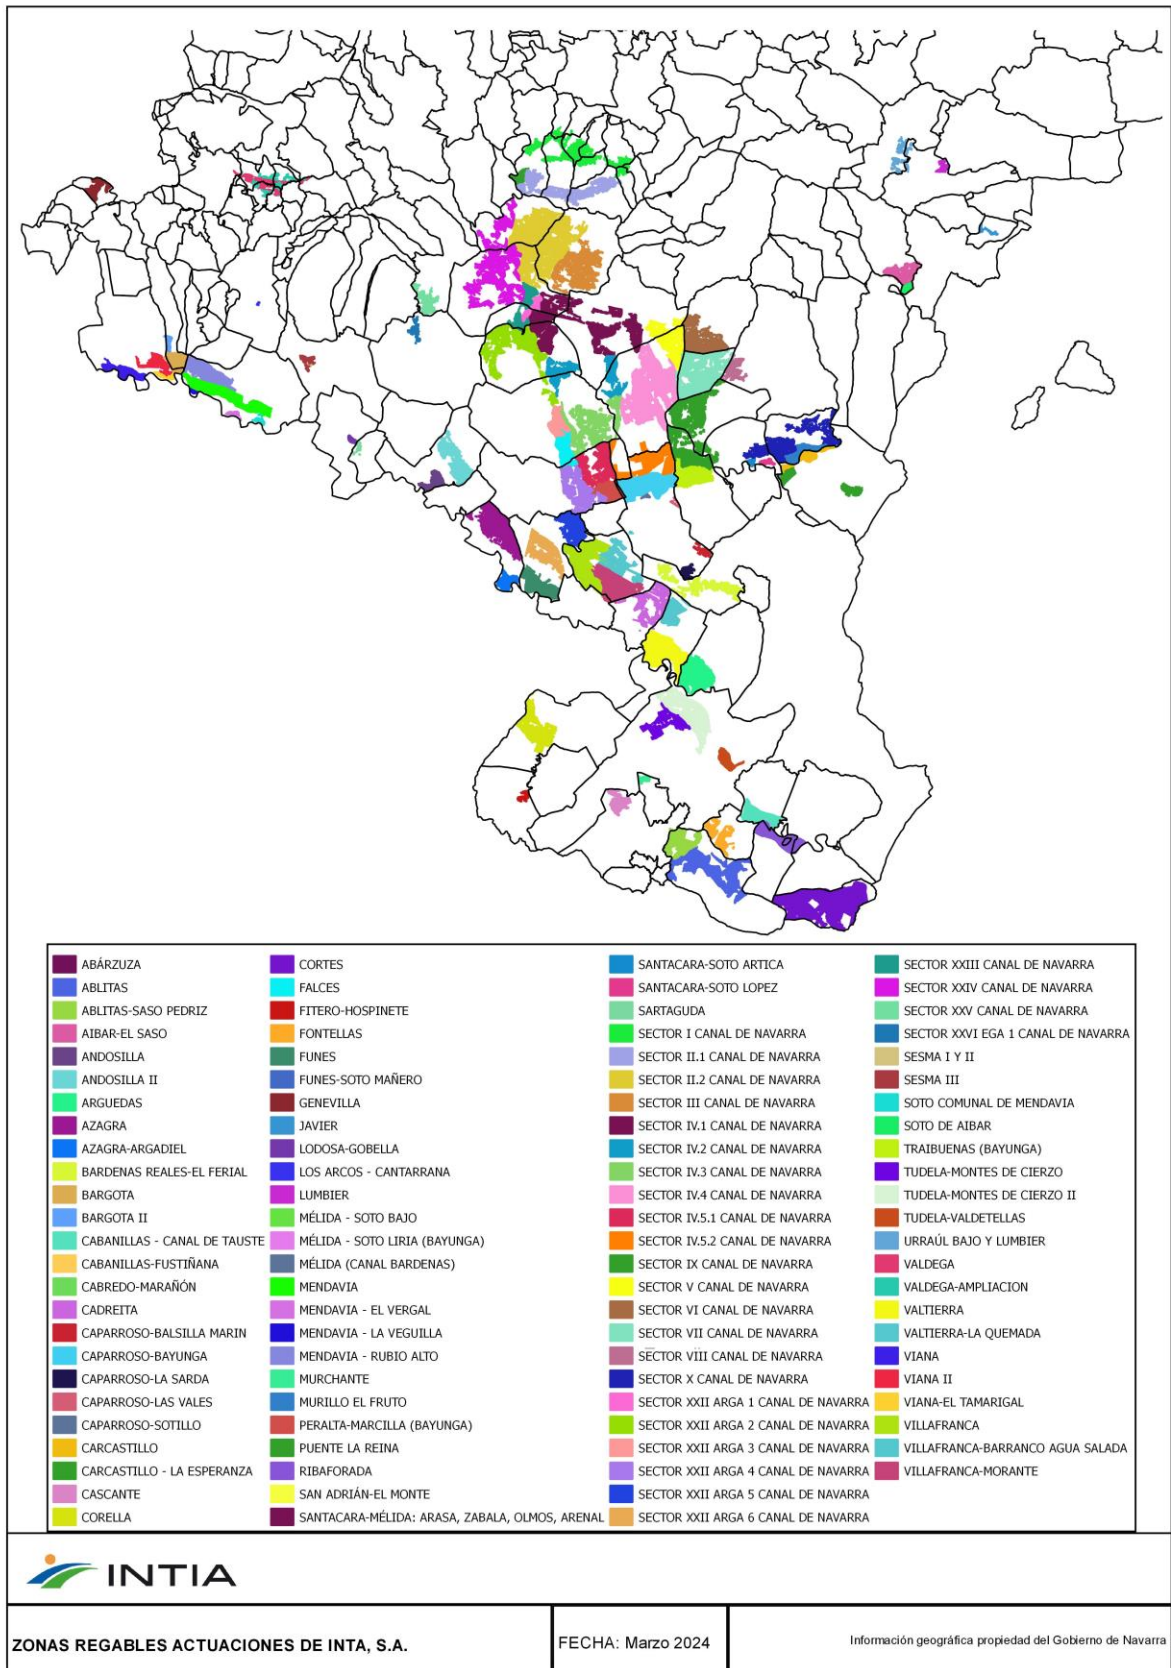 ABÁRZUZA
ABLITAS
ABLITAS-SASO PEDRIZ
AIBAR-EL SASO
ANDOSILLA
ANDOSILLA II
ARGUEDAS
AZAGRA
AZAGRA-ARGADIEL
BARDENAS REALES-EL FERIAL
BARGOTA
BARGOTA II
CABANILLAS - CANAL DE TAUSTE
CABANILLAS-FUSTIÑANA
CABREDO-MARAÑÓN
CADREITA
CAPARROSO-BALSILLA MARIN
CAPARROSO-BAYUNGA
CAPARROSO-LA SARDA
CAPARROSO-LAS VALES
CAPARROSO-SOTILLO
CARCASTILLO
CARCASTILLO - LA ESPERANZA
CASCANTE
CORELLA
CORTES
FALCES
FITERO-HOSPINETE
FONTELLAS
FUNES
FUNES-SOTO MAÑERO
GENEVILLA
JAVIER
LODOSA-GOBELLA
LOS ARCOS - CANTARRANA
LUMBIER
MÉLIDA - SOTO BAJO
MÉLIDA - SOTO LIRIA (BAYUNGA)
MÉLIDA (CANAL BARDENAS)
MENDAVIA
MENDAVIA - EL VERGAL
MENDAVIA - LA VEGUILLA
MENDAVIA - RUBIO ALTO
MURCHANTE
MURILLO EL FRUTO
PERALTA-MARCILLA (BAYUNGA)
PUENTE LA REINA
RIBAFORADA
SAN ADRIÁN-EL MONTE
SANTACARA-MÉLIDA: ARASA, ZABALA, OLMOS, ARENAL
SANTACARA-SOTO ARTICA
SANTACARA-SOTO LOPEZ
SARTAGUDA
SECTOR I CANAL DE NAVARRA
SECTOR II.1 CANAL DE NAVARRA
SECTOR II.2 CANAL DE NAVARRA
SECTOR III CANAL DE NAVARRA
SECTOR IV.1 CANAL DE NAVARRA
SECTOR IV.2 CANAL DE NAVARRA
SECTOR IV.3 CANAL DE NAVARRA
SECTOR IV.4 CANAL DE NAVARRA
SECTOR IV.5.1 CANAL DE NAVARRA
SECTOR IV.5.2 CANAL DE NAVARRA
SECTOR IX CANAL DE NAVARRA
SECTOR V CANAL DE NAVARRA
SECTOR VI CANAL DE NAVARRA
SECTOR VII CANAL DE NAVARRA
SECTOR VIII CANAL DE NAVARRA
SECTOR X CANAL DE NAVARRA
SECTOR XXII ARGA 1 CANAL DE NAVARRA
SECTOR XXII ARGA 2 CANAL DE NAVARRA
SECTOR XXII ARGA 3 CANAL DE NAVARRA
SECTOR XXII ARGA 4 CANAL DE NAVARRA
SECTOR XXII ARGA 5 CANAL DE NAVARRA
SECTOR XXII ARGA 6 CANAL DE NAVARRA
SECTOR XXIII CANAL DE NAVARRA
SECTOR XXIV CANAL DE NAVARRA
SECTOR XXV CANAL DE NAVARRA
SECTOR XXVI EGA 1 CANAL DE NAVARRA
SESMA I Y II
SESMA III
SOTO COMUNAL DE MENDAVIA
SOTO DE AIBAR
TRAIBUENAS (BAYUNGA)
TUDELA-MONTES DE CIERZO
TUDELA-MONTES DE CIERZO II
TUDELA-VALDETELLAS
URRAÚL BAJO Y LUMBIER
VALDEGA
VALDEGA-AMPLIACION
VALTIERRA
VALTIERRA-LA QUEMADA
VIANA
VIANA II
VIANA-EL TAMARIGAL
VILLAFRANCA
VILLAFRANCA-BARRANCO AGUA SALADA
VILLAFRANCA-MORANTE
INTIA
ZONAS REGABLES ACTUACIONES DE INTA, S.A.
FECHA: Marzo 2024
Información geográfica propiedad del Gobierno de Navarra